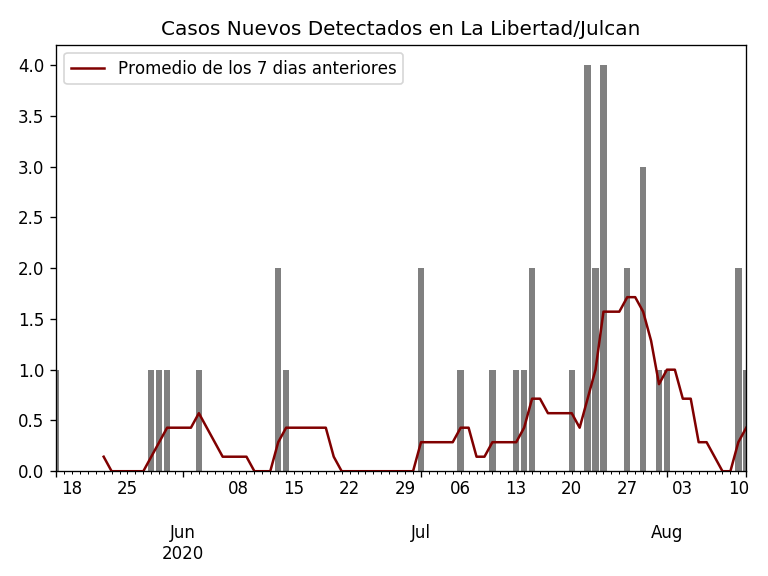 Casos Nuevos Detectados en La Libertad/Julcan
Promedio de los 7 dias anteriores
4.0
3.5
3.0
2.5
2.0
1.5
1.0
0.5
0.0
18 25 08 15 22 29 06 13 20 27 03 10
Jun Jul Aug
2020